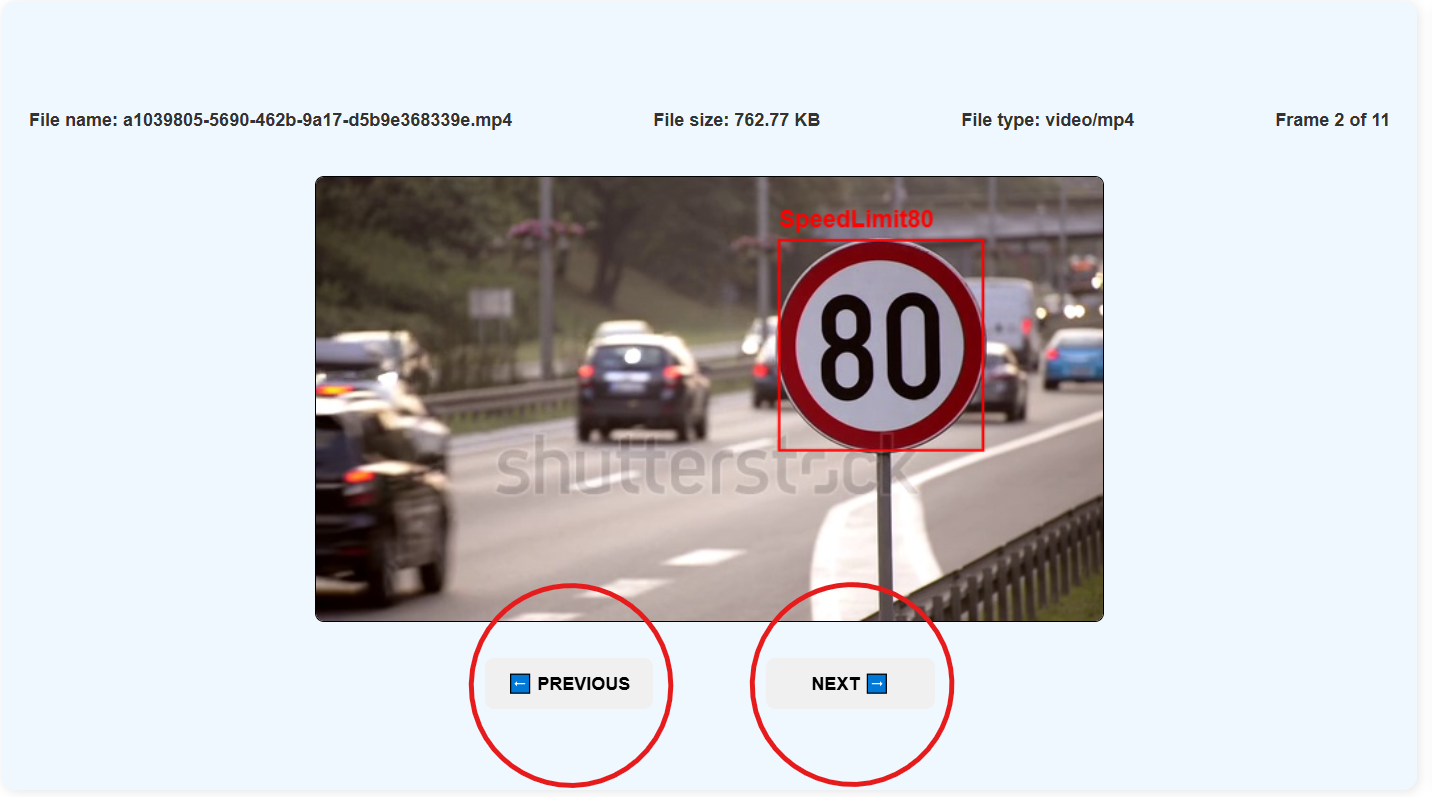 File name: a1039805-5690-462b-9a17-d5b9e368339e.mp4 File size: 762.77 KB File type: video/mp4 Frame 2 of 11
SpeedLimit80
80
shutterstock
← PREVIOUS NEXT →